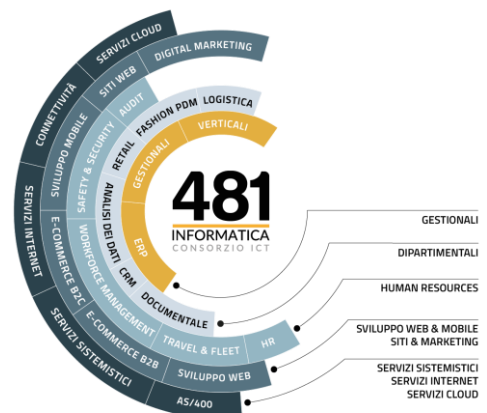 SERVIZI CLOUD
CONNETTIVITÀ
SERVIZI INTERNET
SERVIZI SISTEMISTICI
AS/400
DIGITAL MARKETING
SITI WEB
SVILUPPO MOBILE
E-COMMERCE B2C
E-COMMERCE B2B
SVILUPPO WEB
AUDIT
SAFETY & SECURITY
WORKFORCE MANAGEMENT
TRAVEL & FLEET
HR
LOGISTICA
FASHION PDM
RETAIL
ANALISI DEI DATI
CRM
DOCUMENTALE
VERTICALI
GESTIONALI
ERP
481
INFORMATICA
CONSORZIO ICT
GESTIONALI
DIPARTIMENTALI
HUMAN RESOURCES
SVILUPPO WEB & MOBILE
SITI & MARKETING
SERVIZI SISTEMISTICI
SERVIZI INTERNET
SERVIZI CLOUD